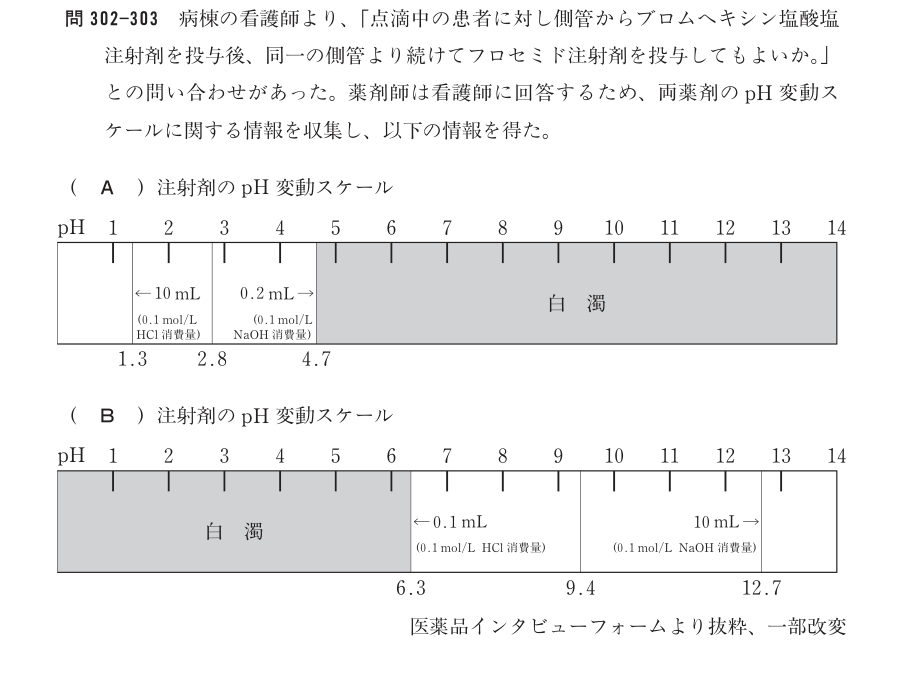 問 302−303　病棟の看護師より、「点滴中の患者に対し側管からブロムヘキシン塩酸塩
注射剤を投与後、同一の側管より続けてフロセミド注射剤を投与してもよいか。」
との問い合わせがあった。薬剤師は看護師に回答するため、両薬剤の pH 変動ス
ケールに関する情報を収集し、以下の情報を得た。
（　A　）注射剤の pH 変動スケール
pH 1 2 3 4 5 6 7 8 9 10 11 12 13 14
←10 mL 0.2 mL→ 白　濁
(0.1 mol/L (0.1 mol/L
HCl 消費量) NaOH 消費量)
1.3 2.8 4.7
（　B　）注射剤の pH 変動スケール
pH 1 2 3 4 5 6 7 8 9 10 11 12 13 14
白　濁 ←0.1 mL 10 mL→
(0.1 mol/L HCl 消費量) (0.1 mol/L NaOH 消費量)
6.3 9.4 12.7
医薬品インタビューフォームより抜粋、一部改変